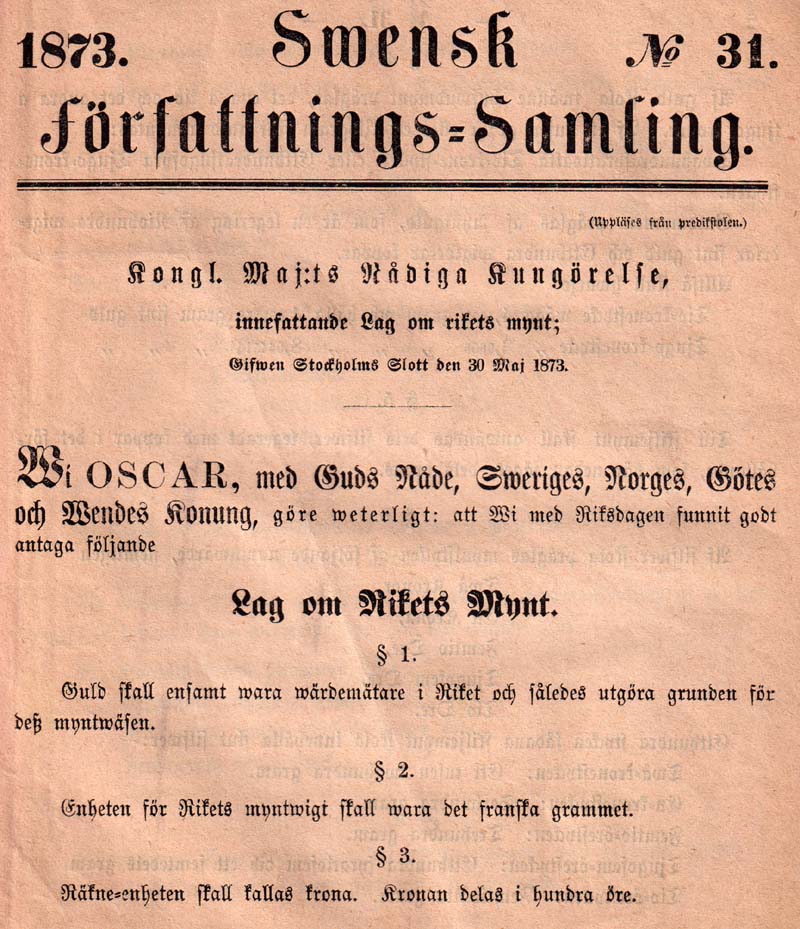 1873. Swensk № 31.
Författnings=Samling.
(Uppläses från predikstolen.)
Kongl. Maj:ts Nådiga Kungörelse,
innefattande Lag om rikets mynt;
Gifwen Stockholms Slott den 30 Maj 1873.
Wi OSCAR, med Guds Nåde, Sweriges, Norges, Götes
och Wendes Konung, göre weterligt: att Wi med Riksdagen funnit godt
antaga följande
Lag om Rikets Mynt.
§ 1.
Guld skall ensamt wara wärdemätare i Riket och således utgöra grunden för
deß myntwäsen.
§ 2.
Enheten för Rikets myntwigt skall wara det franska grammet.
§ 3.
Räkne=enheten skall kallas krona. Kronan delas i hundra öre.